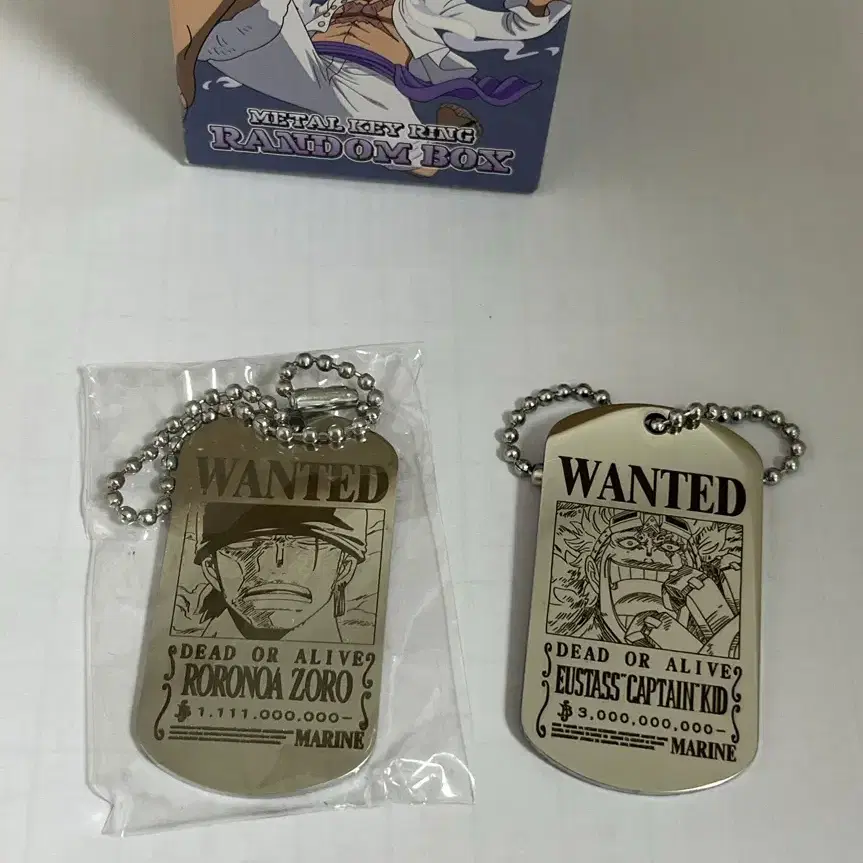 METAL KEY RING
RANDOM BOX
WANTED
DEAD OR ALIVE
RORONOA ZORO
1.111.000.000-
MARINE
WANTED
DEAD OR ALIVE
EUSTASS"CAPTAIN"KID
3,000,000,000-
MARINE